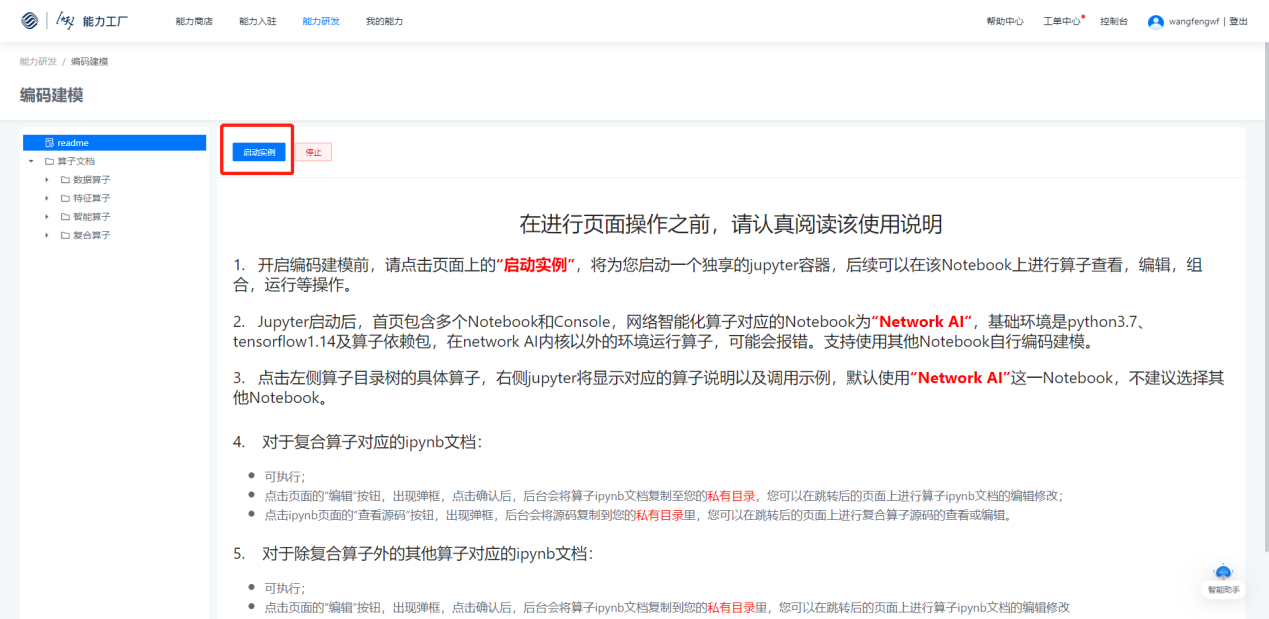 能力工厂
能力商店 能力入驻 能力研发 我的能力
帮助中心 工单中心 控制台 wangfengwf | 登出
能力研发 / 编码建模
编码建模
readme
算子文档
数据算子
特征算子
智能算子
复合算子
启动实例 停止
在进行页面操作之前，请认真阅读该使用说明
1. 开启编码建模前，请点击页面上的“启动实例”，将为您启动一个独享的jupyter容器，后续可以在该Notebook上进行算子查看，编辑，组
合，运行等操作。
2. Jupyter启动后，首页包含多个Notebook和Console，网络智能化算子对应的Notebook为“Network AI”，基础环境是python3.7、
tensorflow1.14及算子依赖包，在network AI内核以外的环境运行算子，可能会报错。支持使用其他Notebook自行编码建模。
3. 点击左侧算子目录树的具体算子，右侧jupyter将显示对应的算子说明以及调用示例，默认使用“Network AI”这一Notebook，不建议选择其
他Notebook。
4. 对于复合算子对应的ipynb文档：
可执行；
点击页面的“编辑”按钮，出现弹框，点击确认后，后台会将算子ipynb文档复制至您的私有目录，您可以在跳转后的页面上进行算子ipynb文档的编辑修改；
点击ipynb页面的“查看源码”按钮，出现弹框，后台会将源码复制到您的私有目录里，您可以在跳转后的页面上进行复合算子源码的查看或编辑。
5. 对于除复合算子外的其他算子对应的ipynb文档：
可执行；
点击页面的“编辑”按钮，出现弹框，点击确认后，后台会将算子ipynb文档复制到您的私有目录里，您可以在跳转后的页面上进行算子ipynb文档的编辑修改
智能助手